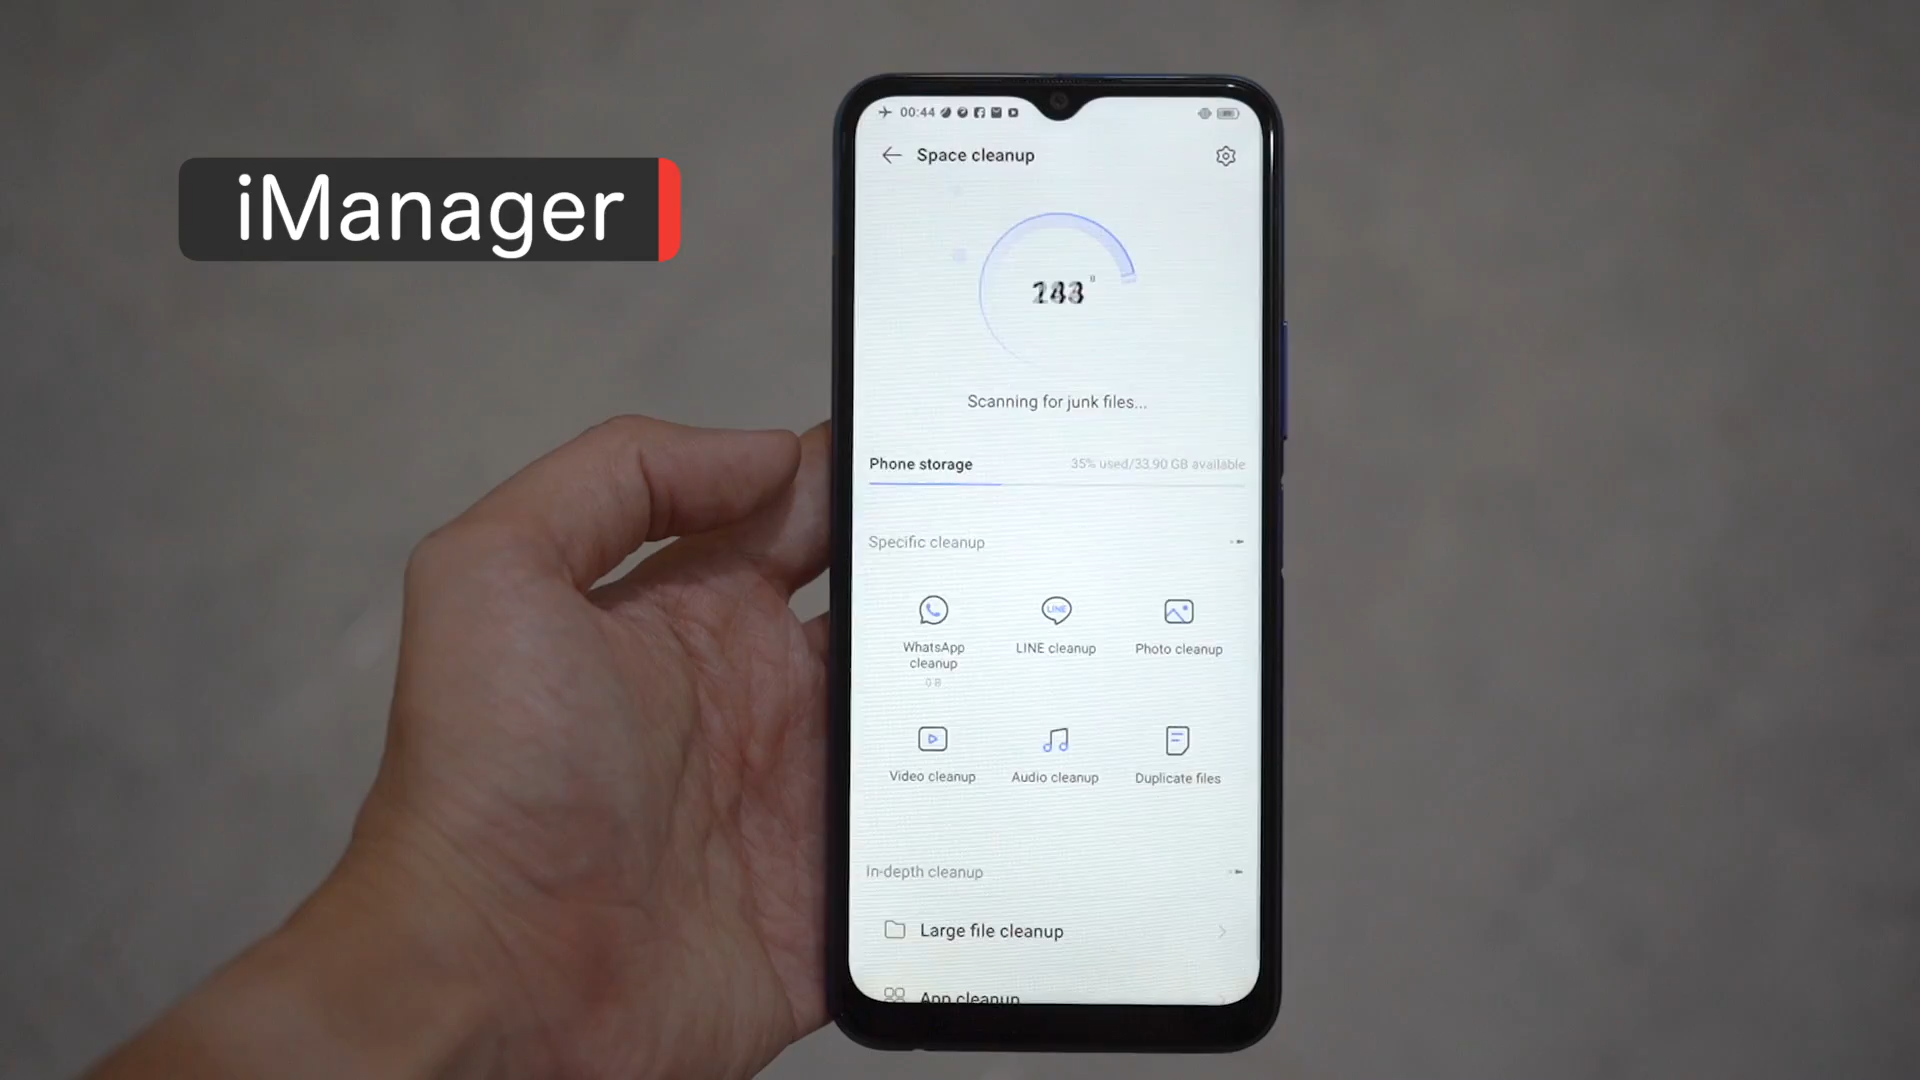 iManager
00:44
Space cleanup
Scanning for junk files...
Phone storage
35% used/33.90 GB available
Specific cleanup
LINE
WhatsApp
cleanup
0 B
LINE cleanup
Photo cleanup
Video cleanup
Audio cleanup
Duplicate files
In-depth cleanup
Large file cleanup
App cleanup